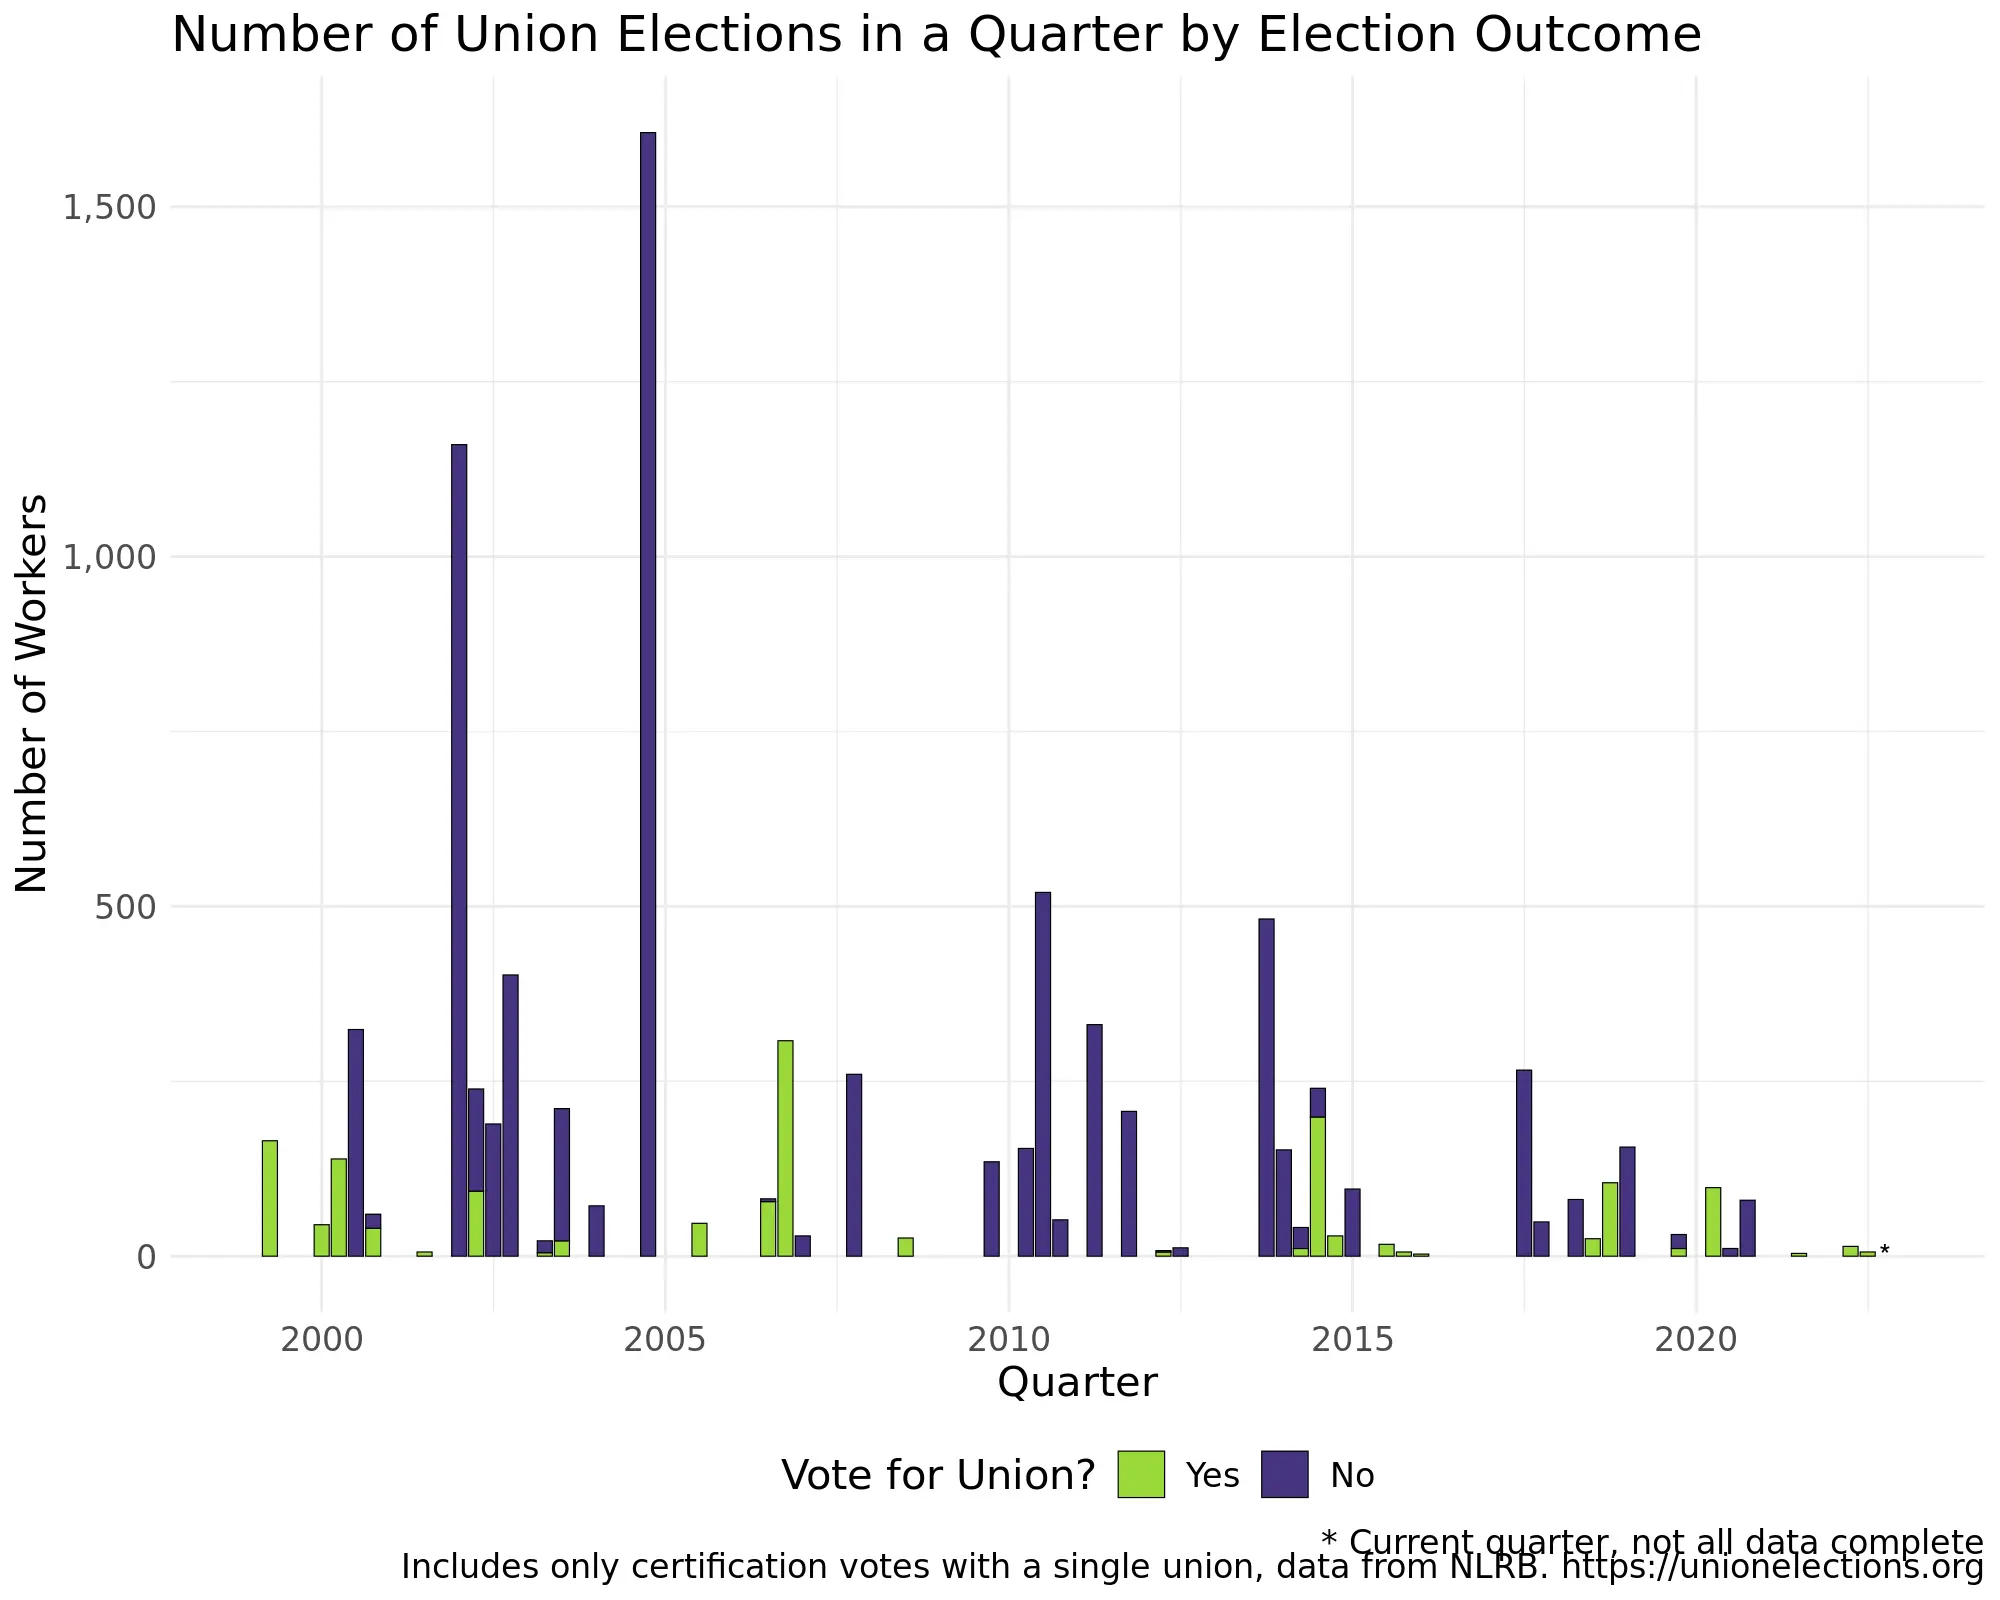 Number of Union Elections in a Quarter by Election Outcome
Number of Workers
1,500
1,000
500
0
*
2000 2005 2010 2015 2020
Quarter
Vote for Union? Yes No
* Current quarter, not all data complete
Includes only certification votes with a single union, data from NLRB. https://unionelections.org